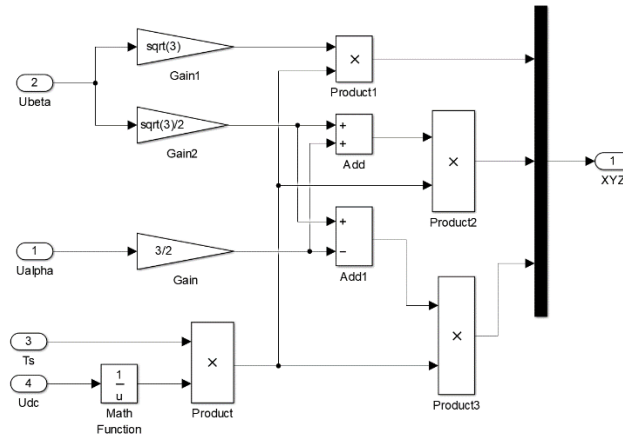 sqrt(3)
Gain1
2
Ubeta
×
Product1
sqrt(3)/2
Gain2
+
+
Add
×
Product2
1
XYZ
+
−
Add1
1
Ualpha
3/2
Gain
3
Ts
4
Udc
1
u
Math
Function
×
Product
×
Product3